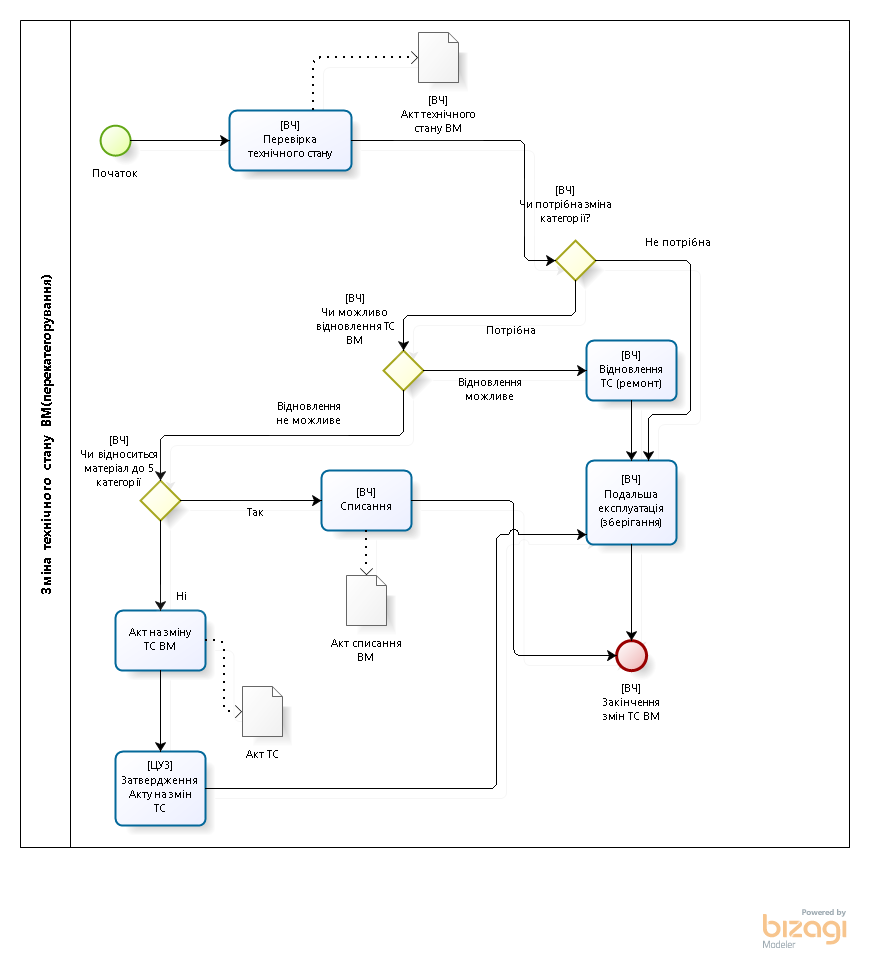 Зміна технічного стану ВМ(перекатегорування)
[ВЧ]
Акт технічного
стану ВМ
[ВЧ]
Перевірка
технічного стану
Початок
[ВЧ]
Чи потрібна зміна
категорії?
Не потрібна
[ВЧ]
Чи можливо
відновлення ТС
ВМ
Потрібна
[ВЧ]
Відновлення
ТС (ремонт)
Відновлення
можливе
Відновлення
не можливе
[ВЧ]
Чи відноситься
матеріал до 5
категорії
Так
[ВЧ]
Списання
[ВЧ]
Подальша
експлуатація
(зберігання)
Ні
Акт на зміну
ТС ВМ
Акт списання
ВМ
[ВЧ]
Закінчення
змін ТС ВМ
Акт ТС
[ЦУЗ]
Затвердження
Акту на змін
ТС
Powered by
bizagi
Modeler